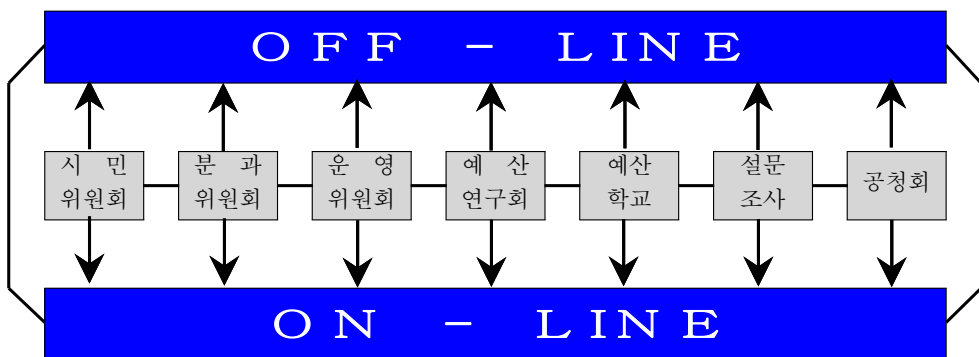 OFF - LINE
시 민
위원회
분 과
위원회
운 영
위원회
예 산
연구회
예산
학교
설문
조사
공청회
ON - LINE